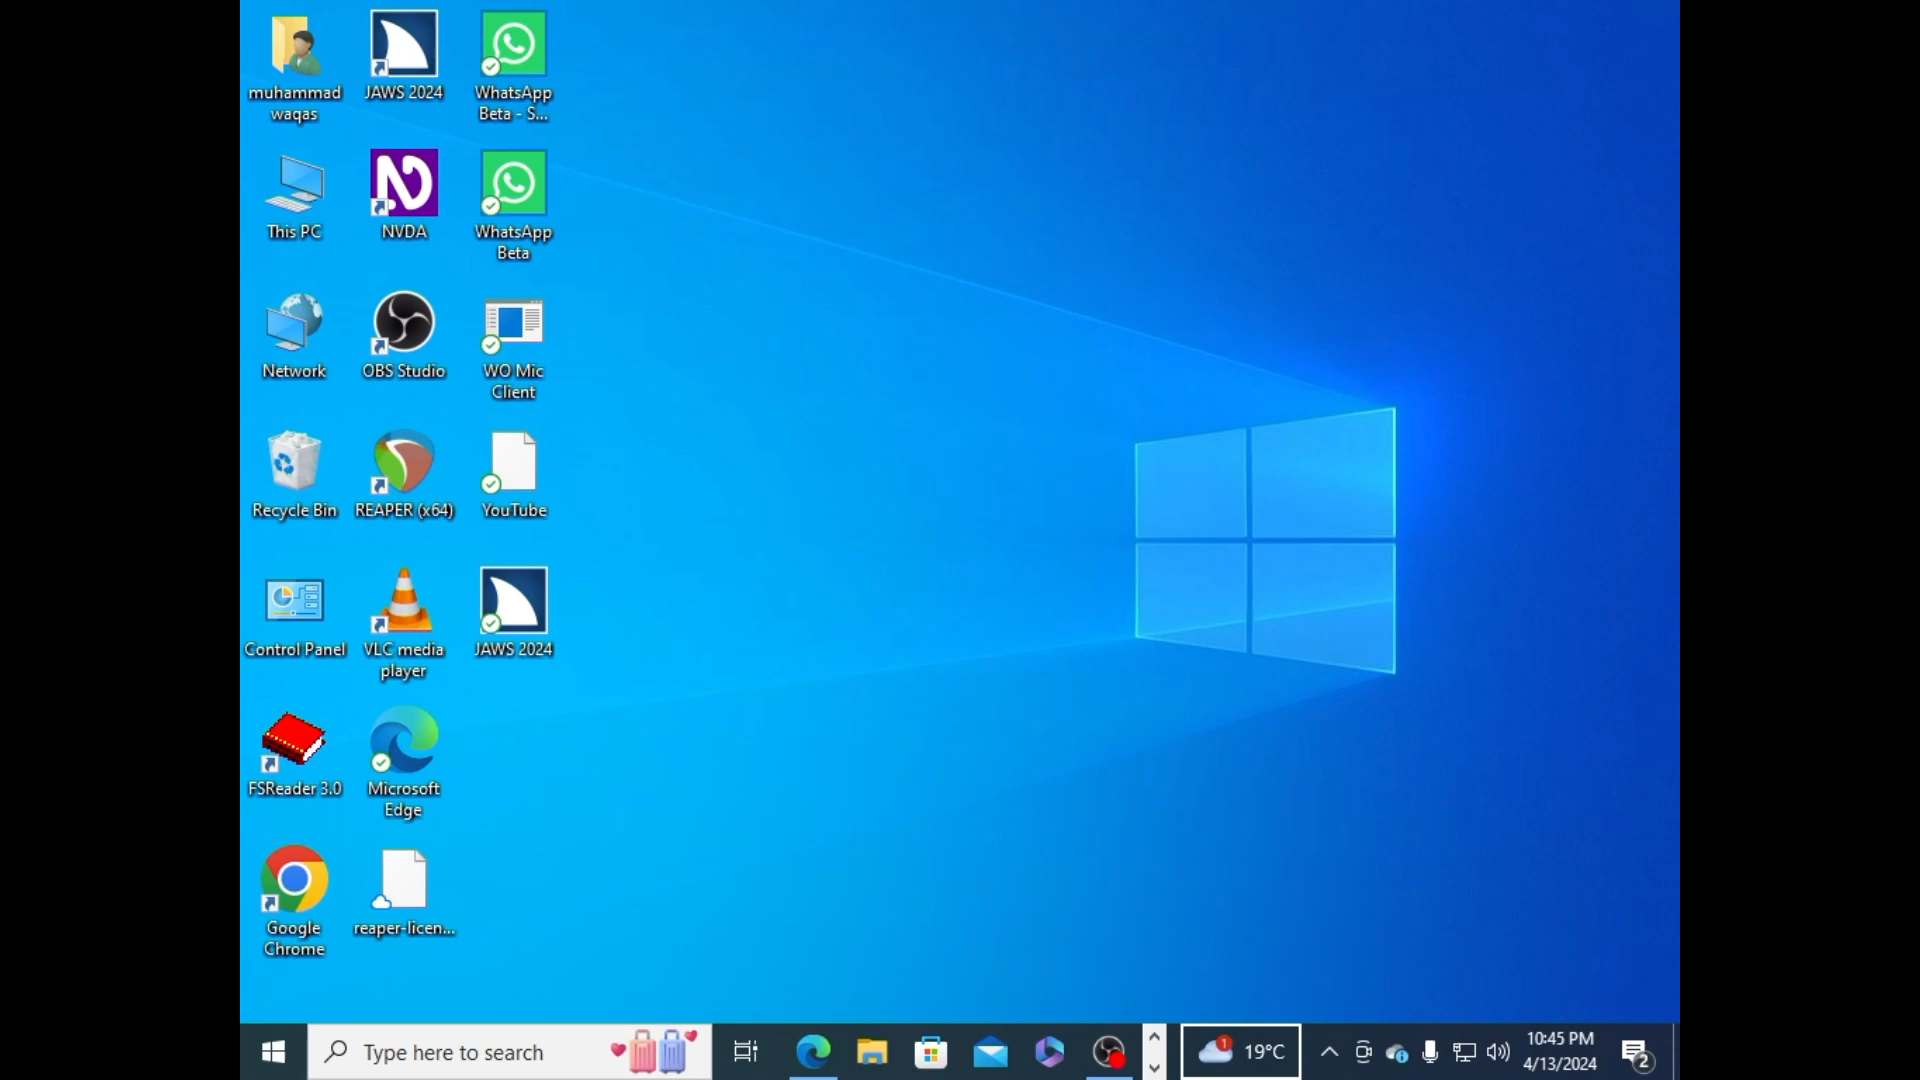 muhammad
waqas
JAWS 2024
WhatsApp
Beta - S...
This PC
NVDA
WhatsApp
Beta
Network
OBS Studio
WO Mic
Client
Recycle Bin
REAPER (x64)
YouTube
Control Panel
VLC media
player
JAWS 2024
FSReader 3.0
Microsoft
Edge
Google
Chrome
reaper-licen...
Type here to search
1
19°C
10:45 PM
4/13/2024
2